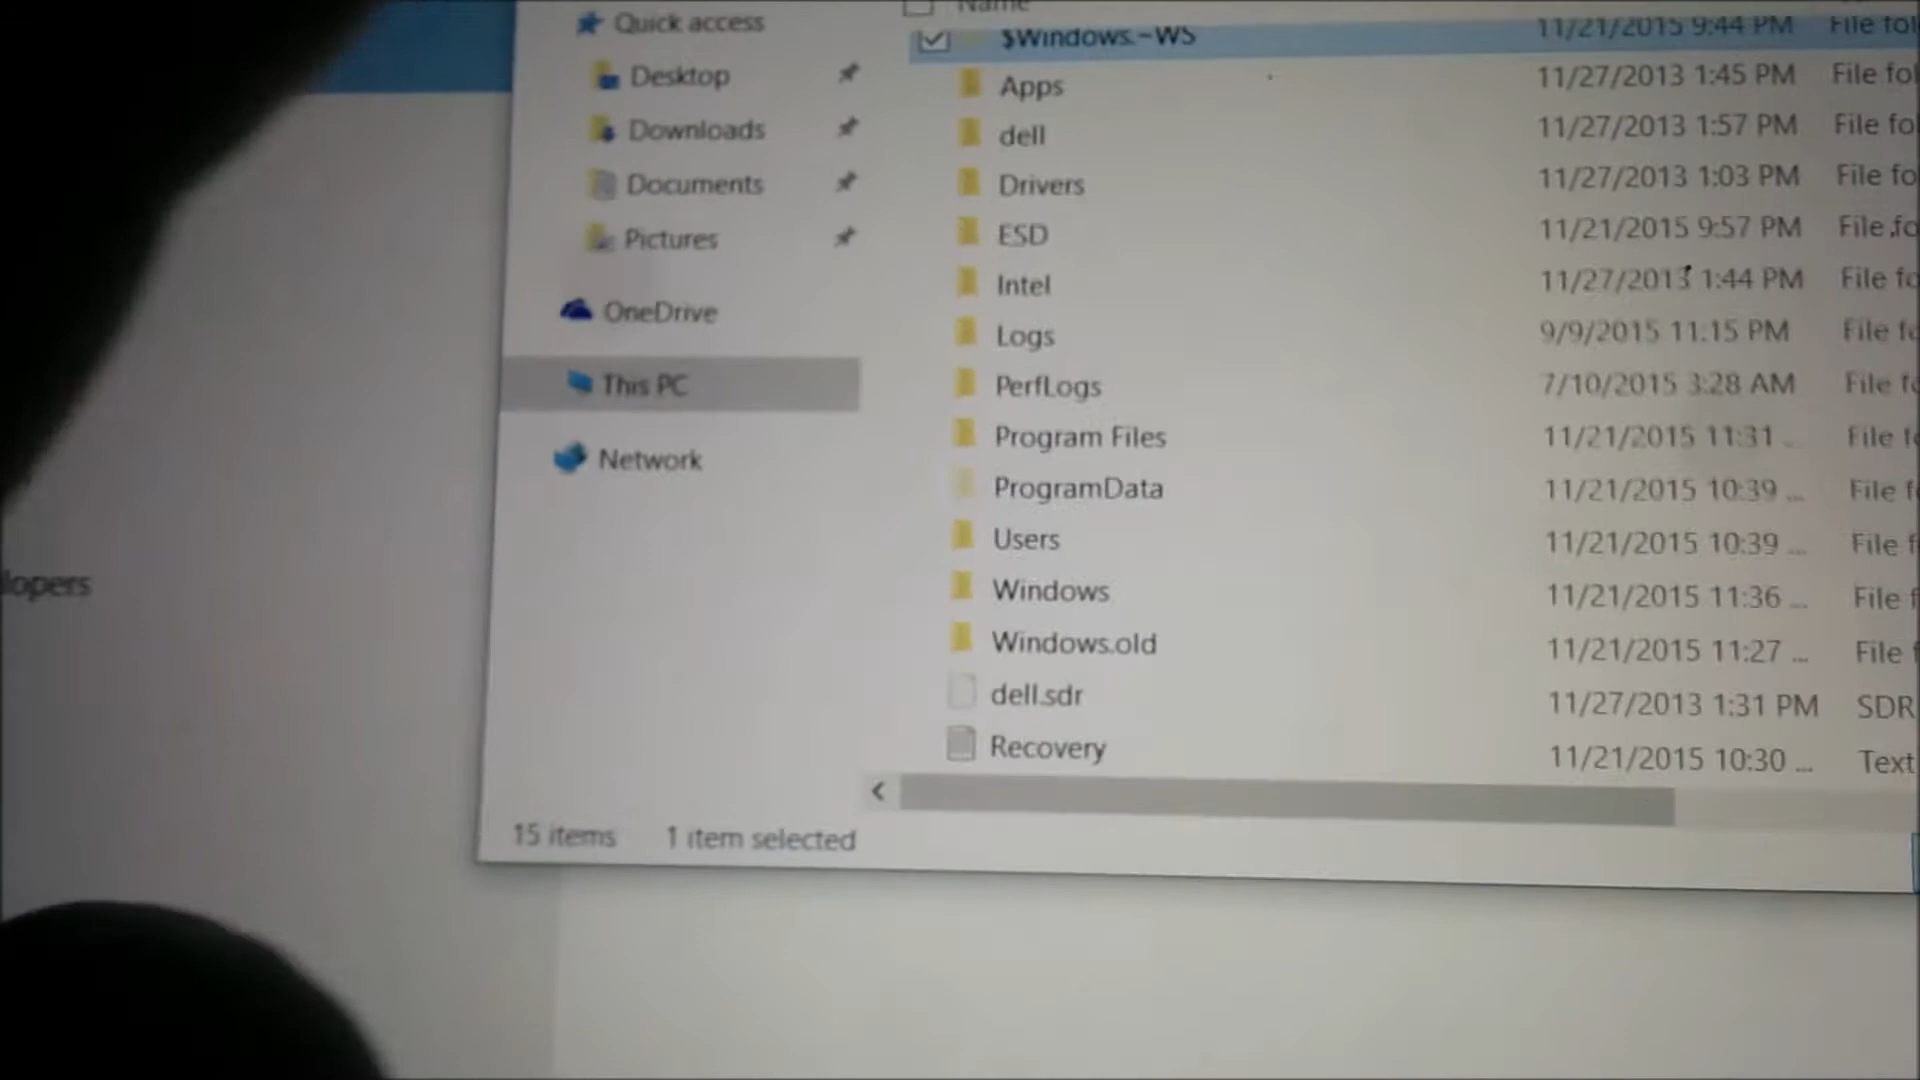 Quick access
Desktop
Downloads
Documents
Pictures
OneDrive
This PC
Network
lopers
Name
$Windows.~WS 11/21/2015 9:44 PM File fol
Apps 11/27/2013 1:45 PM File fol
dell 11/27/2013 1:57 PM File fo
Drivers 11/27/2013 1:03 PM File fo
ESD 11/21/2015 9:57 PM File fo
Intel 11/27/2013 1:44 PM File fo
Logs 9/9/2015 11:15 PM File fo
PerfLogs 7/10/2015 3:28 AM File fo
Program Files 11/21/2015 11:31 ... File f
ProgramData 11/21/2015 10:39 ... File f
Users 11/21/2015 10:39 ... File f
Windows 11/21/2015 11:36 ... File f
Windows.old 11/21/2015 11:27 ... File f
dell.sdr 11/27/2013 1:31 PM SDR
Recovery 11/21/2015 10:30 ... Text
15 items 1 item selected